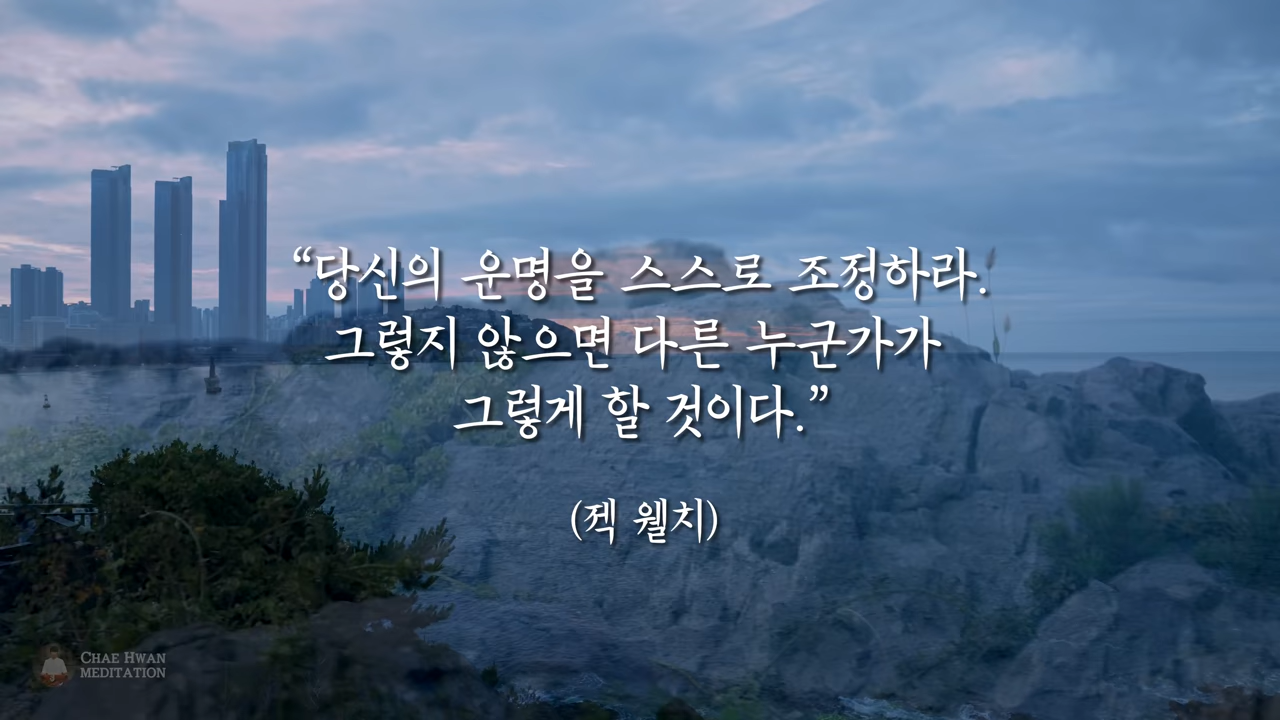 “당신의 운명을 스스로 조정하라.
그렇지 않으면 다른 누군가가
그렇게 할 것이다.”
(젝 웰치)
CHAE HWAN
MEDITATION